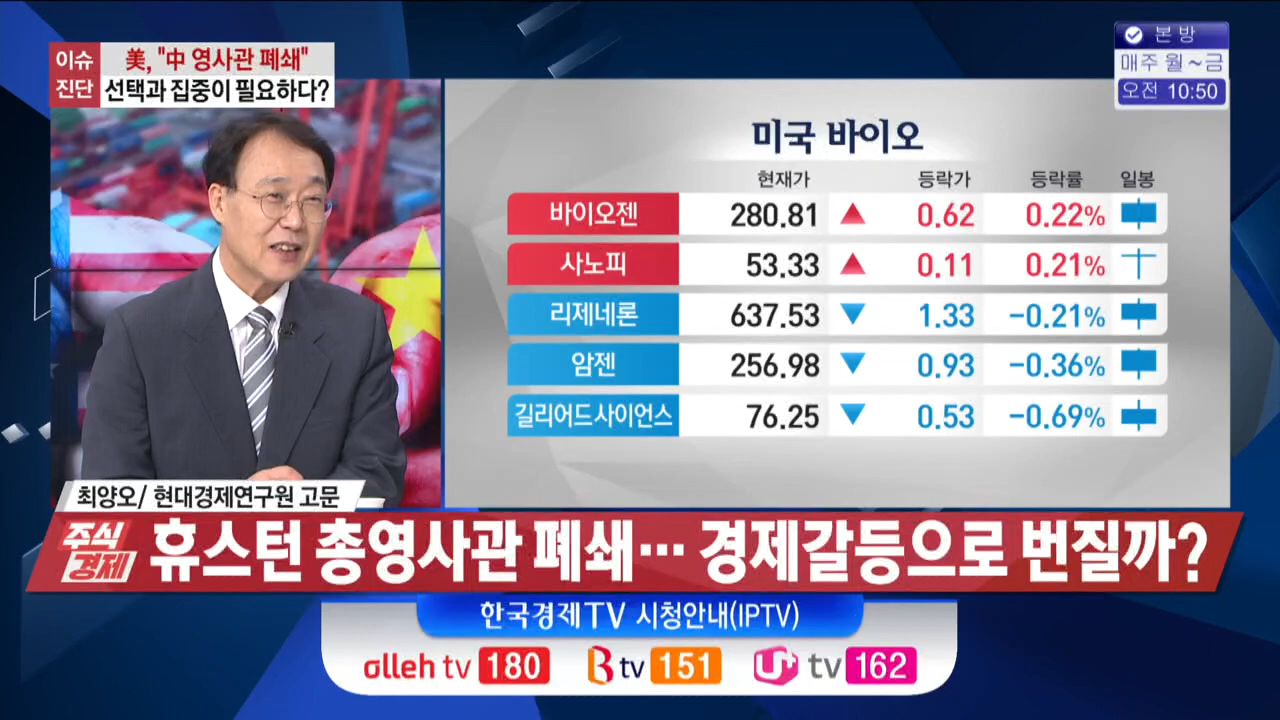 이슈
진단
美, "中 영사관 폐쇄"
선택과 집중이 필요하다?
본 방
매주 월~금
오전 10:50
미국 바이오
현재가 등락가 등락률 일봉
바이오젠 280.81 ▲ 0.62 0.22%
사노피 53.33 ▲ 0.11 0.21%
리제네론 637.53 ▼ 1.33 -0.21%
암젠 256.98 ▼ 0.93 -0.36%
길리어드사이언스 76.25 ▼ 0.53 -0.69%
최양오/ 현대경제연구원 고문
주식
경제
휴스턴 총영사관 폐쇄… 경제갈등으로 번질까?
한국경제TV 시청안내(IPTV)
alleh tv 180 B tv 151 U+ tv 162